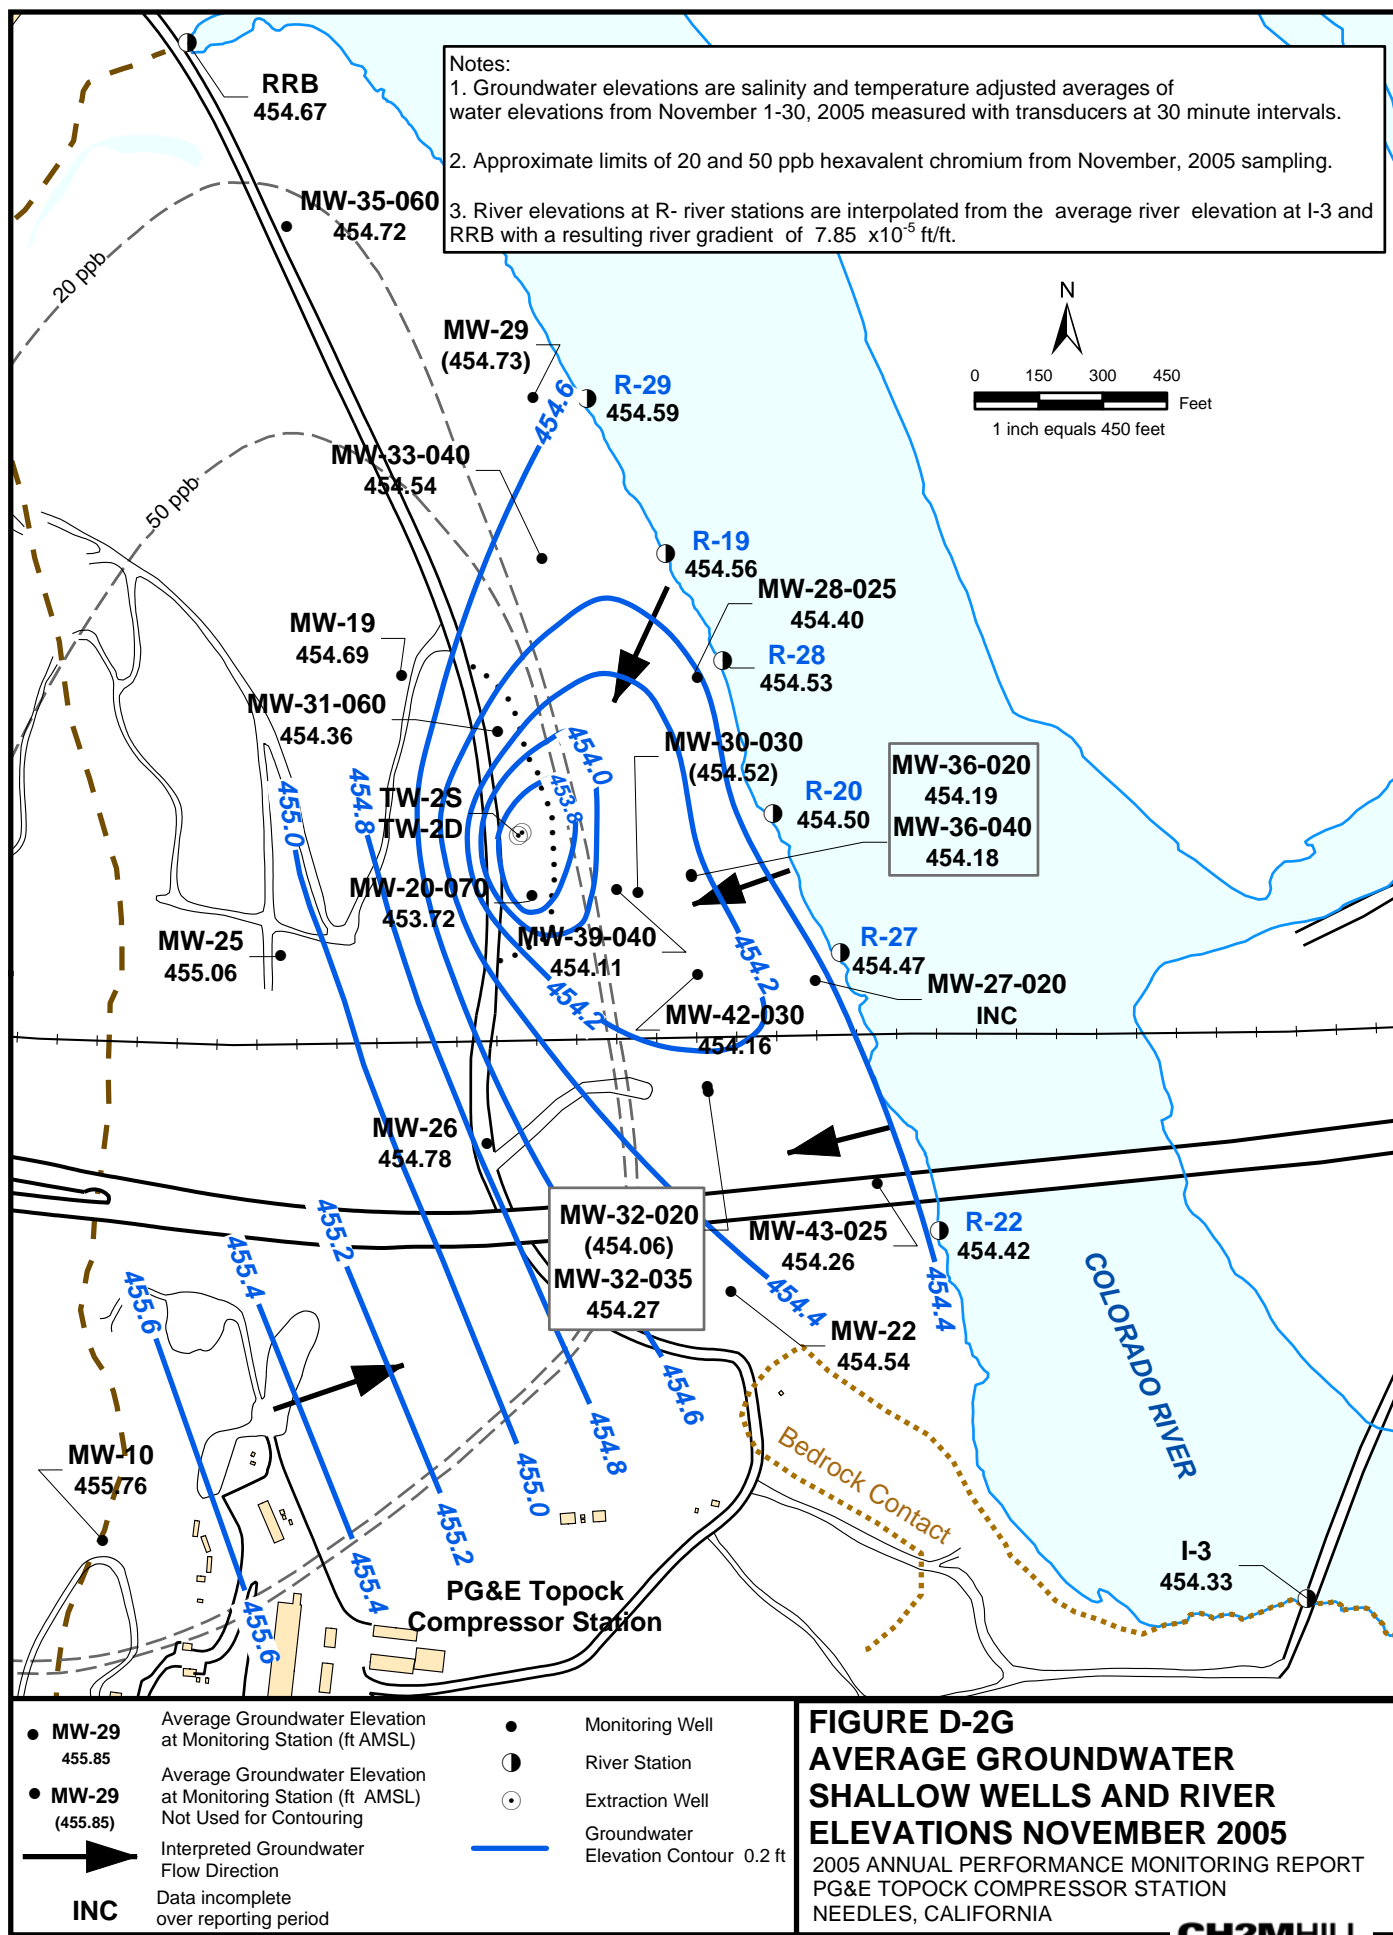 Notes:
1. Groundwater elevations are salinity and temperature adjusted averages of
water elevations from November 1-30, 2005 measured with transducers at 30 minute intervals.
2. Approximate limits of 20 and 50 ppb hexavalent chromium from November, 2005 sampling.
3. River elevations at R- river stations are interpolated from the average river elevation at I-3 and
RRB with a resulting river gradient of 7.85 x10-5 ft/ft.
RRB
454.67
MW-35-060
454.72
20 ppb
N
0 150 300 450
Feet
1 inch equals 450 feet
MW-29
(454.73)
R-29
454.59
454.6
MW-33-040
454.54
50 ppb
R-19
454.56
MW-28-025
454.40
MW-19
454.69
R-28
454.53
MW-31-060
454.36
454.0
MW-30-030
(454.52)
MW-36-020
454.19
MW-36-040
454.18
455.0
454.8
TW-2S
TW-2D
453.8
R-20
454.50
MW-20-070
453.72
MW-25
455.06
MW-39-040
454.11
454.2
R-27
454.47
MW-27-020
INC
454.2
MW-42-030
454.16
MW-26
454.78
MW-32-020
(454.06)
MW-32-035
454.27
MW-43-025
454.26
R-22
454.42
455.2
455.4
455.6
454.4
454.4
COLORADO RIVER
MW-22
454.54
454.6
454.8
Bedrock Contact
MW-10
455.76
455.0
455.2
455.4
455.6
I-3
454.33
PG&E Topock
Compressor Station
MW-29
455.85
Average Groundwater Elevation
at Monitoring Station (ft AMSL)
MW-29
(455.85)
Average Groundwater Elevation
at Monitoring Station (ft AMSL)
Not Used for Contouring
Interpreted Groundwater
Flow Direction
INC
Data incomplete
over reporting period
Monitoring Well
River Station
Extraction Well
Groundwater
Elevation Contour 0.2 ft
FIGURE D-2G
AVERAGE GROUNDWATER
SHALLOW WELLS AND RIVER
ELEVATIONS NOVEMBER 2005
2005 ANNUAL PERFORMANCE MONITORING REPORT
PG&E TOPOCK COMPRESSOR STATION
NEEDLES, CALIFORNIA
CH2MHILL